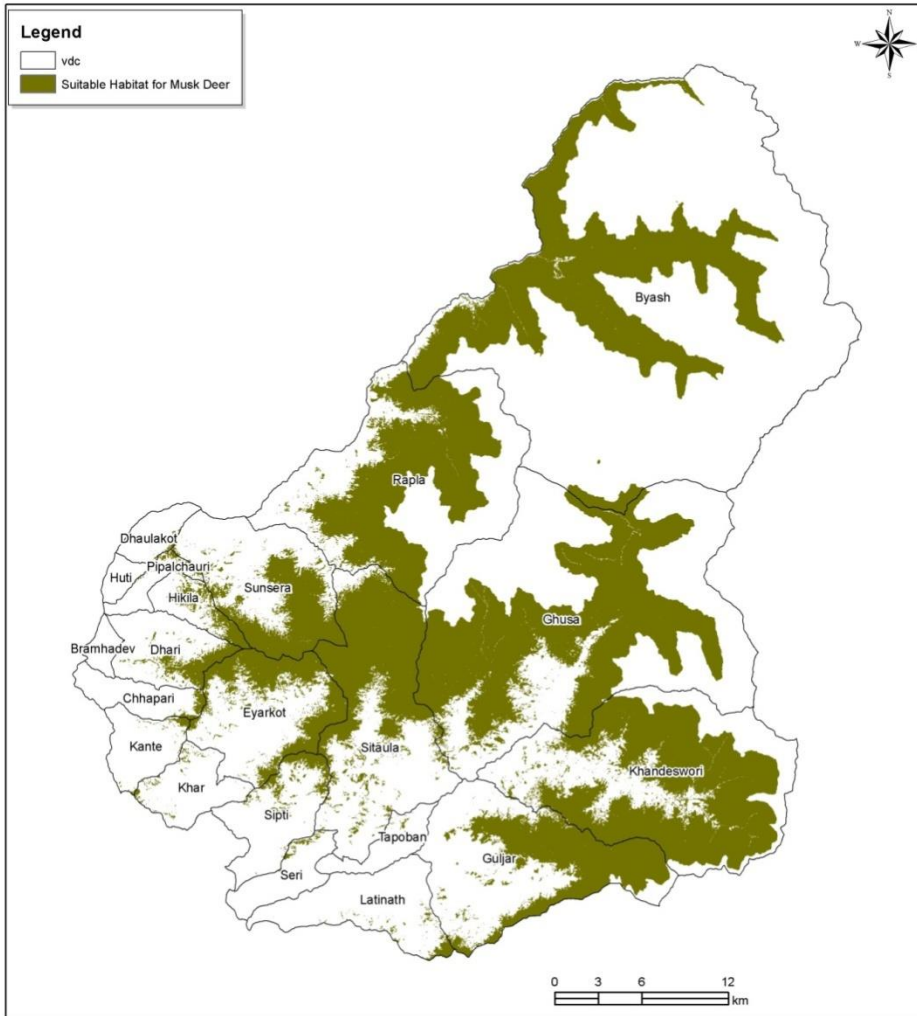 Legend
vdc
Suitable Habitat for Musk Deer
N
W
S
Byash
Rapla
Dhaulakot
Pipalchauri
Huti
Sunsera
Hikila
Ghusa
Bramhadev
Dhari
Chhapari
Eyarkot
Kante
Sitaula
Khandeswori
Khar
Sipti
Tapoban
Guljar
Seri
Latinath
0 3 6 12
km